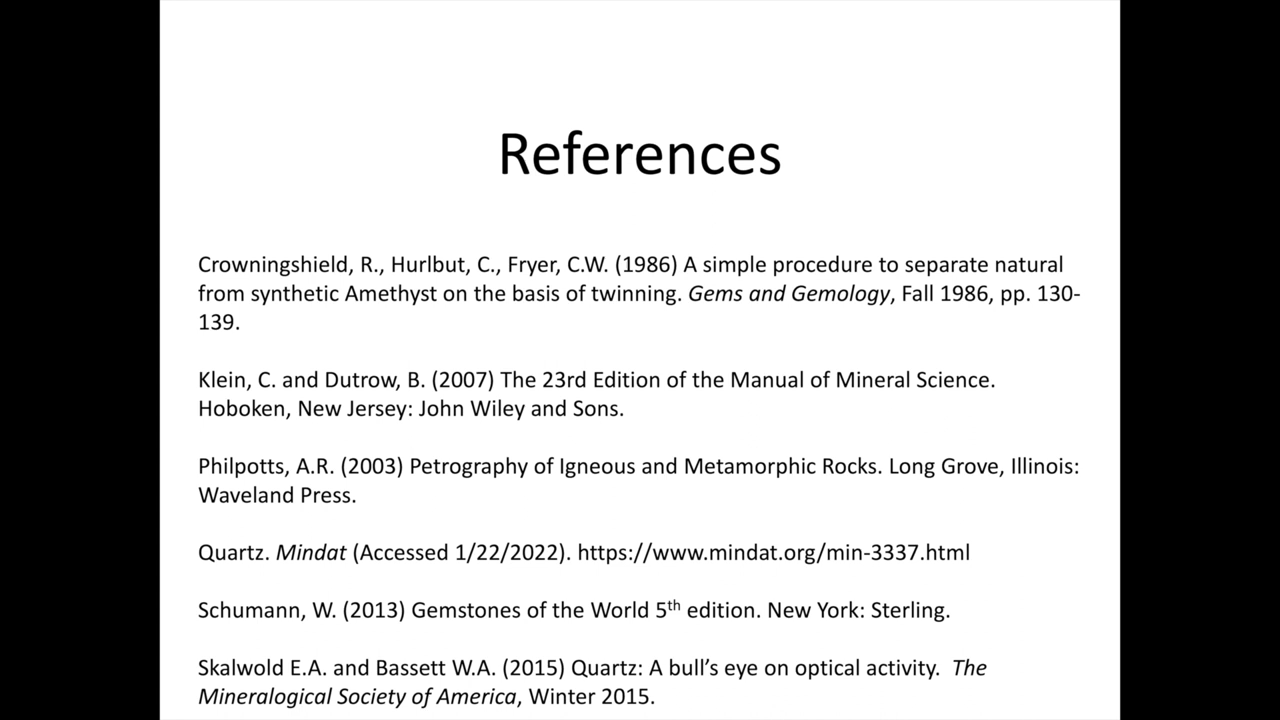 References
Crowningshield, R., Hurlbut, C., Fryer, C.W. (1986) A simple procedure to separate natural
from synthetic Amethyst on the basis of twinning. Gems and Gemology, Fall 1986, pp. 130-
139.
Klein, C. and Dutrow, B. (2007) The 23rd Edition of the Manual of Mineral Science.
Hoboken, New Jersey: John Wiley and Sons.
Philpotts, A.R. (2003) Petrography of Igneous and Metamorphic Rocks. Long Grove, Illinois:
Waveland Press.
Quartz. Mindat (Accessed 1/22/2022). https://www.mindat.org/min-3337.html
Schumann, W. (2013) Gemstones of the World 5th edition. New York: Sterling.
Skalwold E.A. and Bassett W.A. (2015) Quartz: A bull’s eye on optical activity. The
Mineralogical Society of America, Winter 2015.